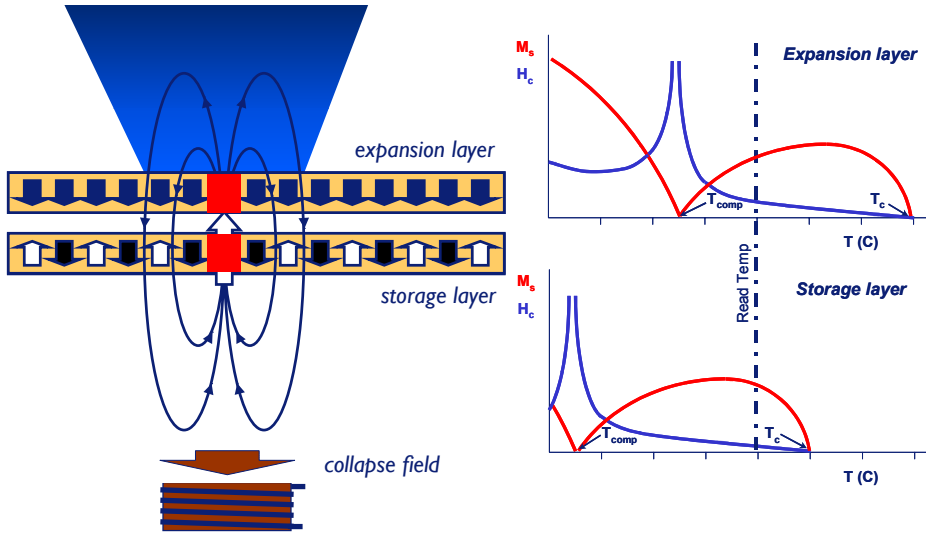 expansion layer
storage layer
collapse field
Ms
Hc
Expansion layer
Tcomp
Tc
T (C)
Read Temp
Ms
Hc
Storage layer
Tcomp
Tc
T (C)